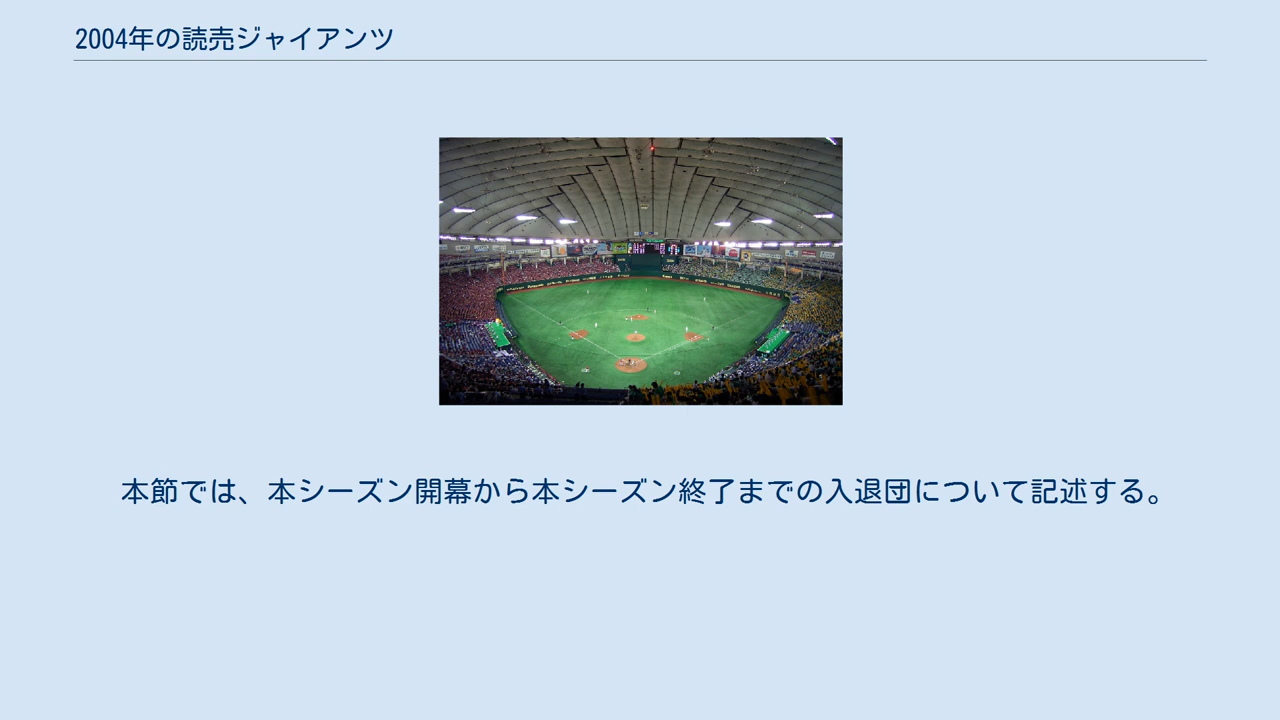 2004年の読売ジャイアンツ
本節では、本シーズン開幕から本シーズン終了までの入退団について記述する。